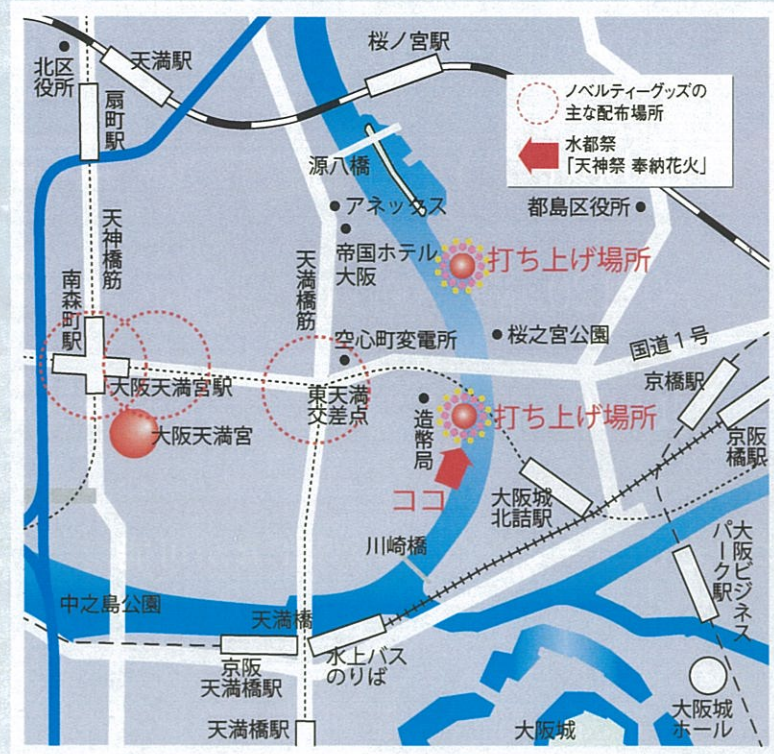 桜ノ宮駅
天満駅
北区
役所
扇町駅
ノベルティーグッズの
主な配布場所
水都祭
「天神祭 奉納花火」
源八橋
アネックス
都島区役所
帝国ホテル
大阪
打ち上げ場所
天神橋筋
天満橋筋
南森町駅
空心町変電所
桜之宮公園
国道1号
京橋駅
大阪天満宮駅
東天満
交差点
造幣局
打ち上げ場所
大阪天満宮
京阪
橋駅
ココ
大阪城
北詰駅
川崎橋
大阪ビジネス
パーク駅
中之島公園
天満橋
京阪
天満橋駅
水上バス
のりば
天満橋駅
大阪城
大阪城
ホール